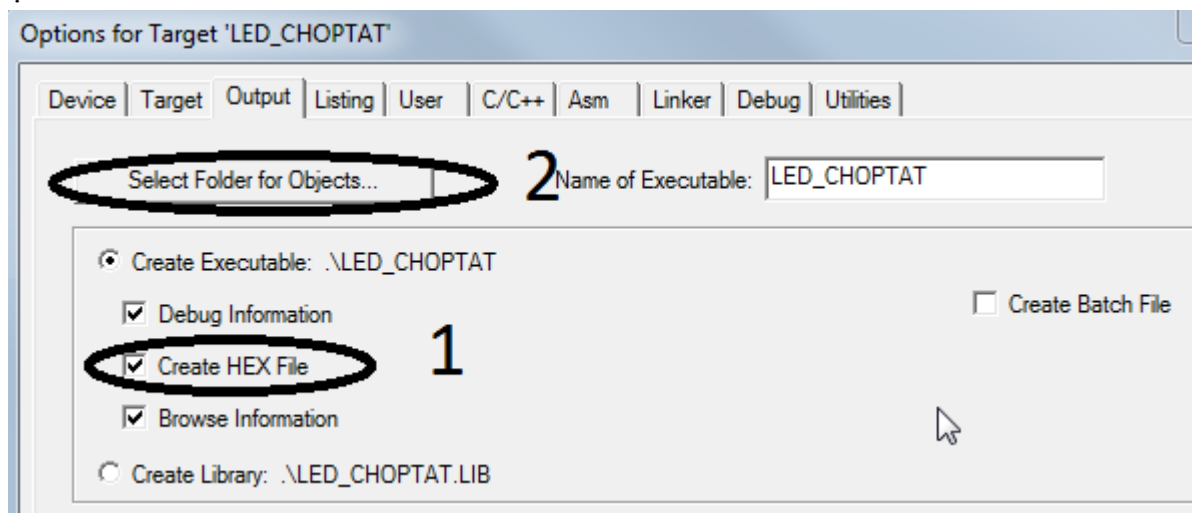 Options for Target 'LED_CHOPTAT'
Device Target Output Listing User C/C++ Asm Linker Debug Utilities
Select Folder for Objects... 2 Name of Executable: LED_CHOPTAT
Create Executable: .\LED_CHOPTAT
Debug Information Create Batch File
Create HEX File 1
Browse Information
Create Library: .\LED_CHOPTAT.LIB